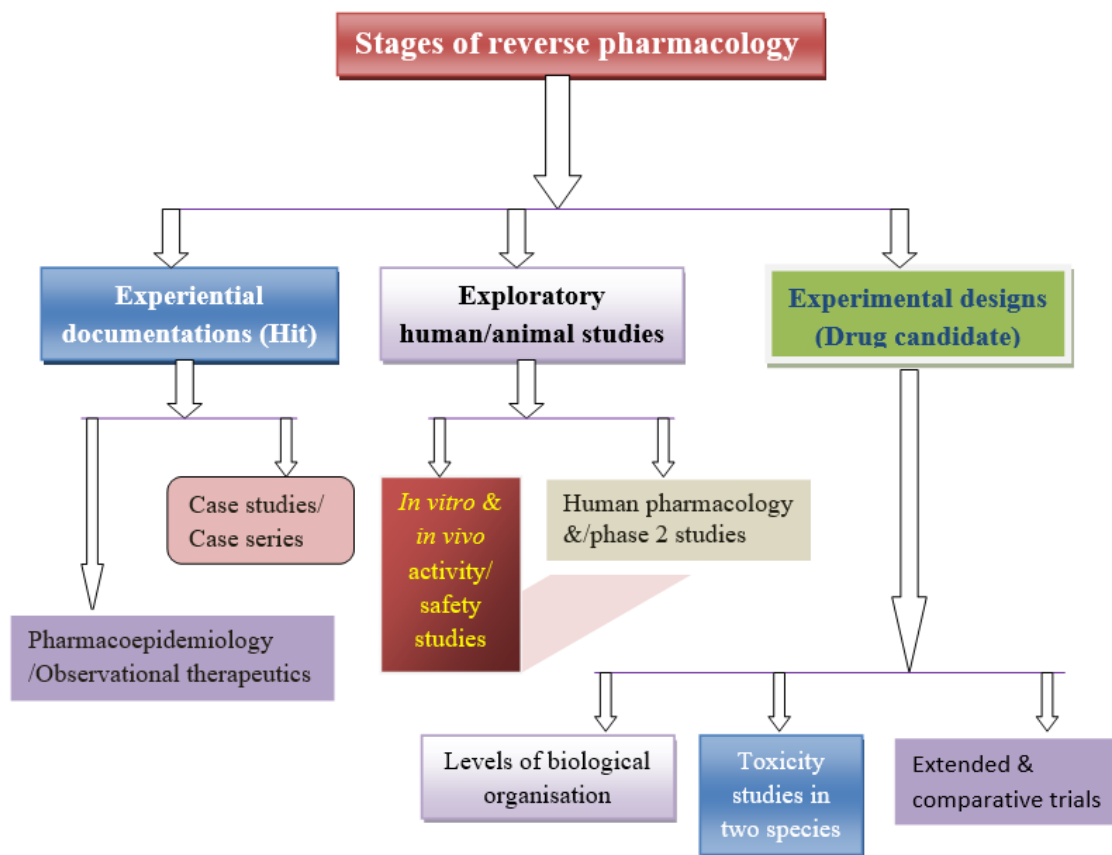 Stages of reverse pharmacology
Experiential
documentations (Hit)
Exploratory
human/animal studies
Experimental designs
(Drug candidate)
Case studies/
Case series
In vitro &
in vivo
activity/
safety
studies
Human pharmacology
&/phase 2 studies
Pharmacoepidemiology
/Observational therapeutics
Levels of biological
organisation
Toxicity
studies in
two species
Extended &
comparative trials